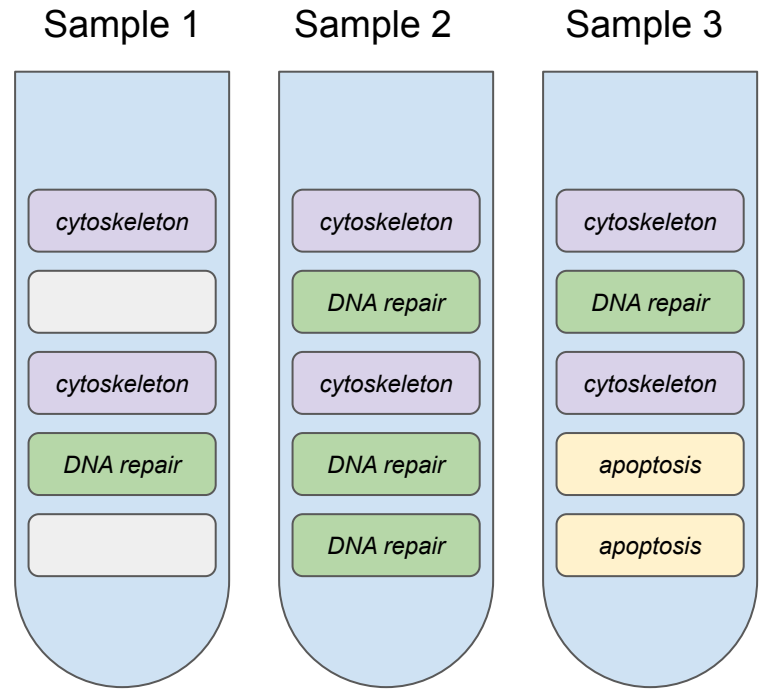 Sample 1
Sample 2
Sample 3
cytoskeleton
cytoskeleton
cytoskeleton
DNA repair
DNA repair
cytoskeleton
cytoskeleton
cytoskeleton
DNA repair
DNA repair
apoptosis
DNA repair
apoptosis